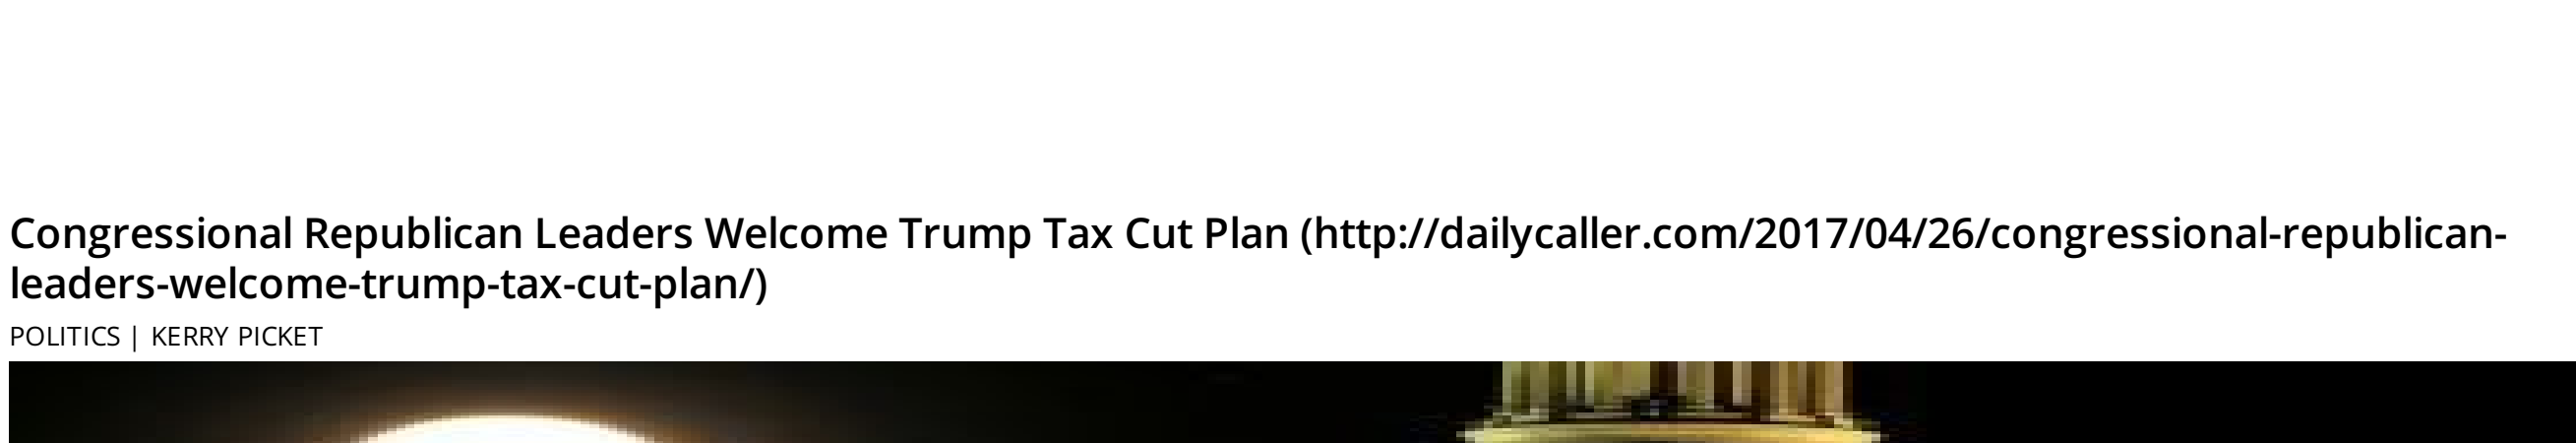 Congressional Republican Leaders Welcome Trump Tax Cut Plan (http://dailycaller.com/2017/04/26/congressional-republican-
leaders-welcome-trump-tax-cut-plan/)
POLITICS | KERRY PICKET